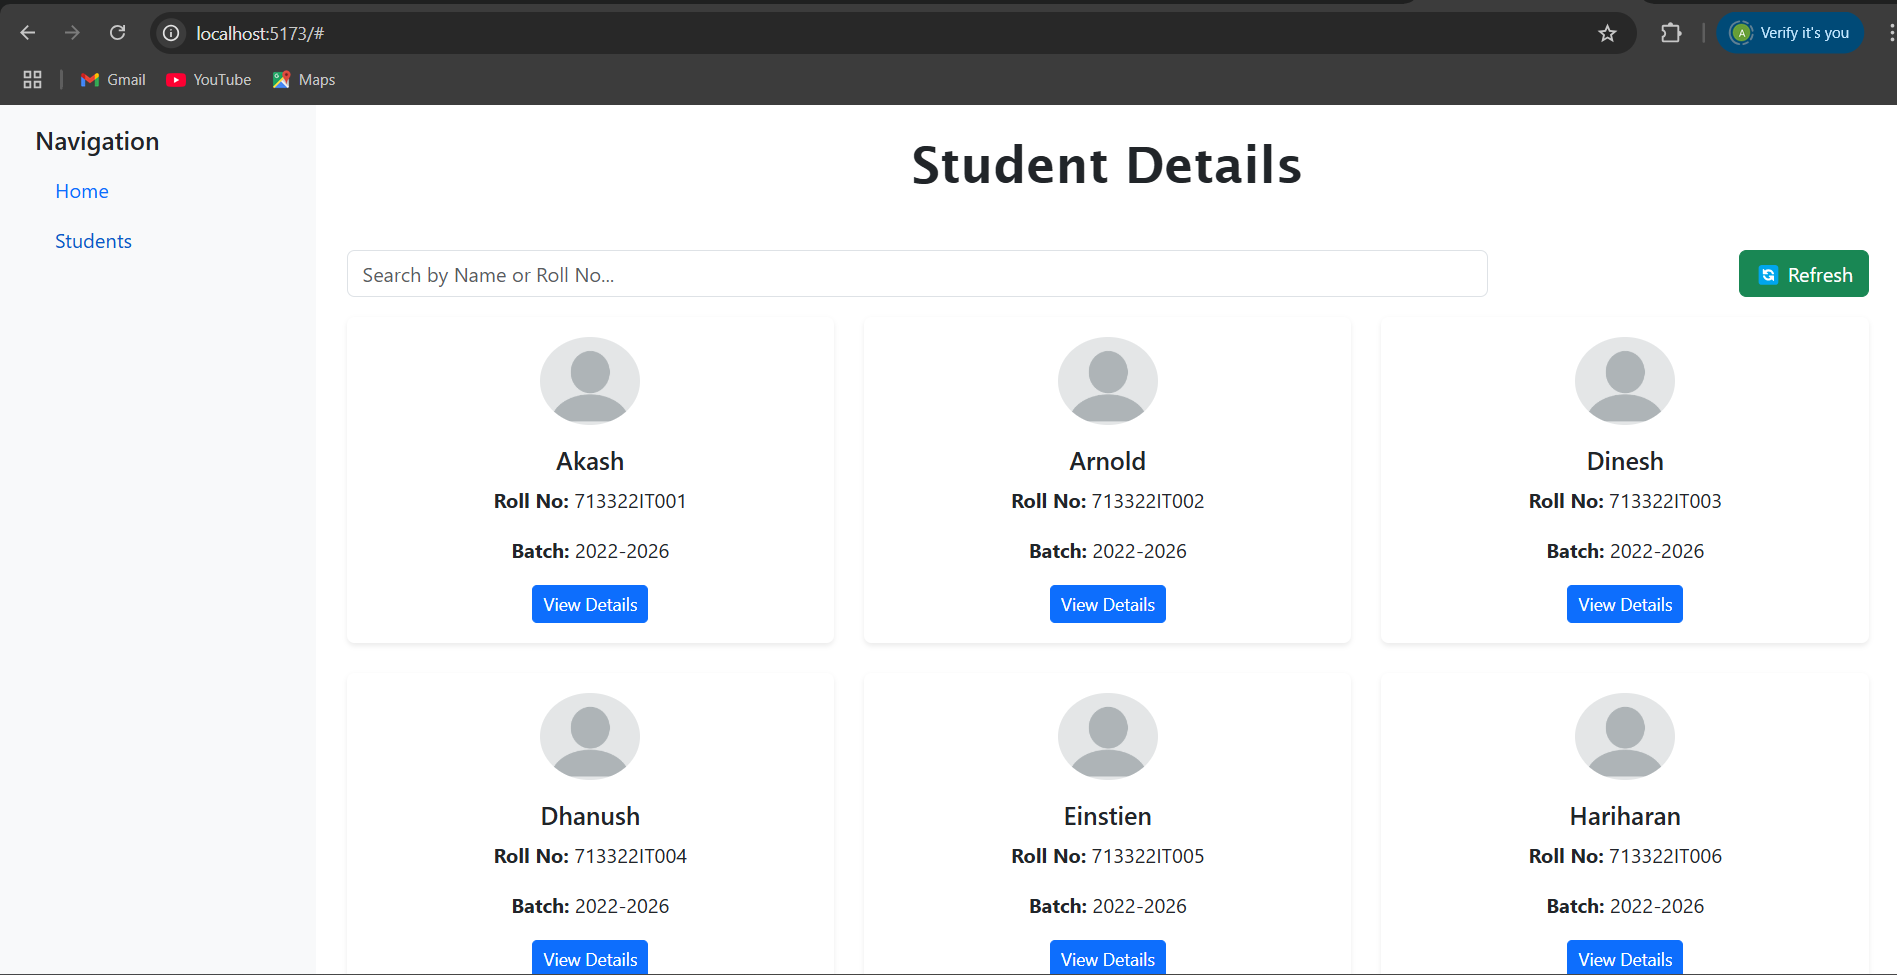 localhost:5173/#
A Verify it's you
Gmail YouTube Maps
Navigation
Home
Students
Student Details
Search by Name or Roll No...
Refresh
Akash
Roll No: 713322IT001
Batch: 2022-2026
View Details
Arnold
Roll No: 713322IT002
Batch: 2022-2026
View Details
Dinesh
Roll No: 713322IT003
Batch: 2022-2026
View Details
Dhanush
Roll No: 713322IT004
Batch: 2022-2026
View Details
Einstien
Roll No: 713322IT005
Batch: 2022-2026
View Details
Hariharan
Roll No: 713322IT006
Batch: 2022-2026
View Details